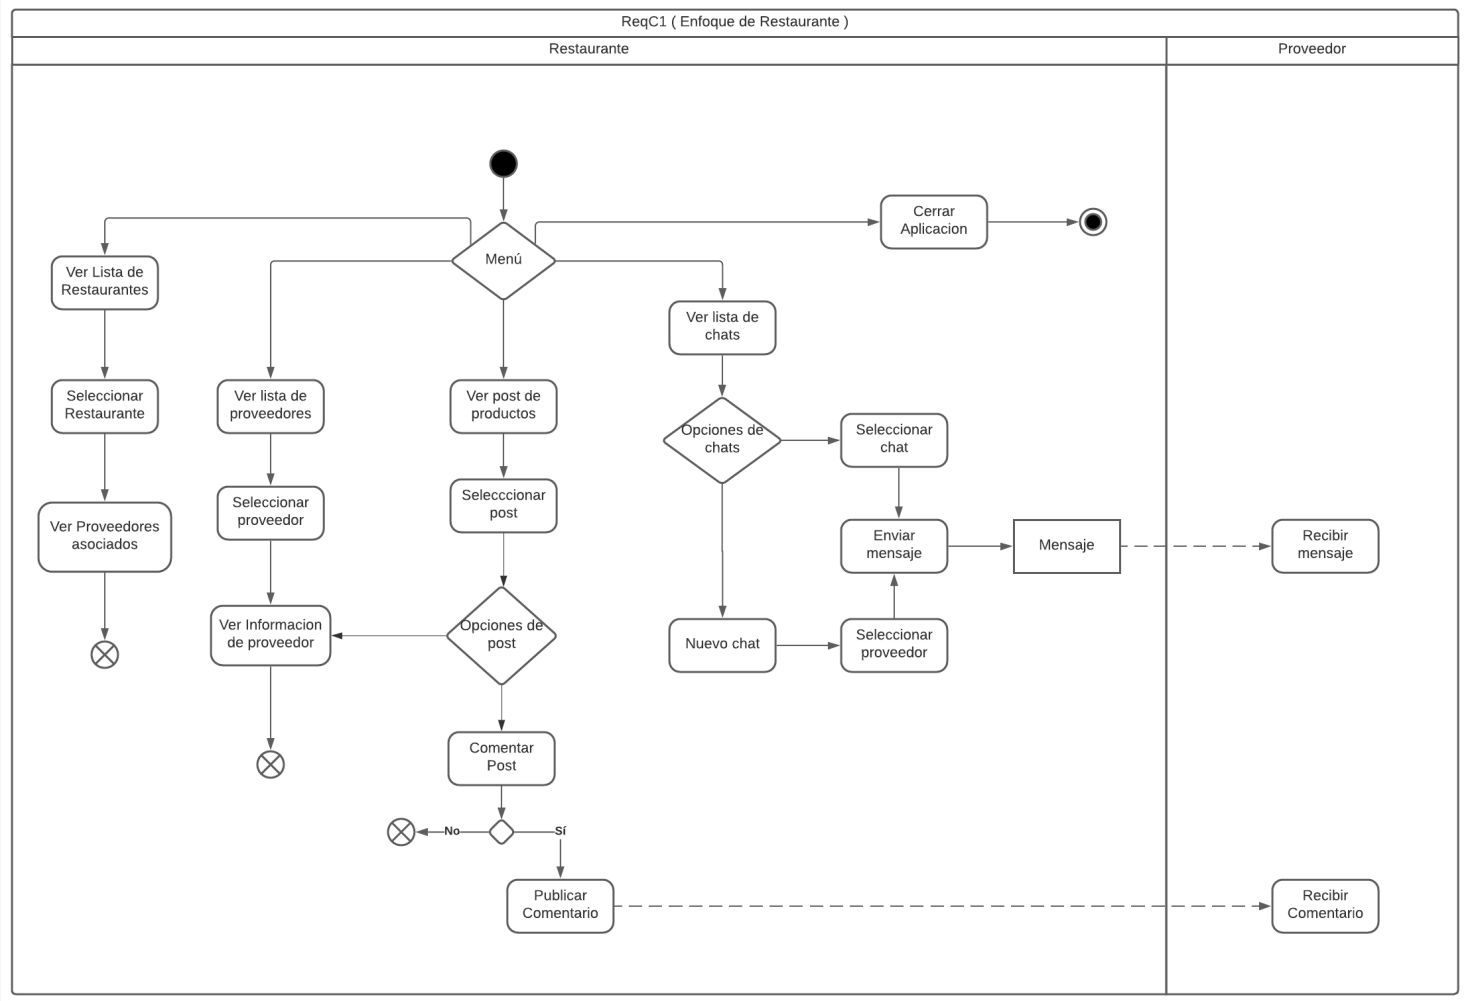 ReqC1 ( Enfoque de Restaurante )
Restaurante
Proveedor
Cerrar
Aplicacion
Menú
Ver Lista de
Restaurantes
Ver lista de
chats
Seleccionar
Restaurante
Ver lista de
proveedores
Ver post de
productos
Opciones de
chats
Seleccionar
chat
Seleccionar
proveedor
Selecccionar
post
Ver Proveedores
asociados
Enviar
mensaje
Mensaje
Recibir
mensaje
Ver Informacion
de proveedor
Opciones de
post
Nuevo chat
Seleccionar
proveedor
Comentar
Post
No
Sí
Publicar
Comentario
Recibir
Comentario